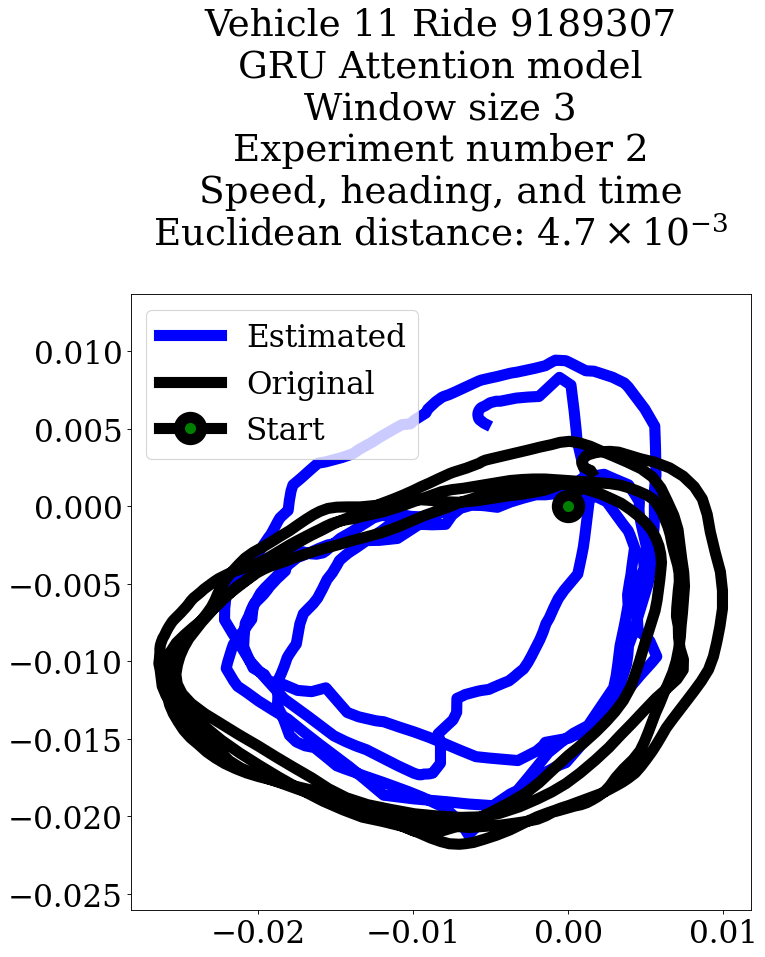 Vehicle 11 Ride 9189307
GRU Attention model
Window size 3
Experiment number 2
Speed, heading, and time
Euclidean distance: 4.7 × 10⁻³
Estimated
Original
Start
0.010
0.005
0.000
−0.005
−0.010
−0.015
−0.020
−0.025
−0.02 −0.01 0.00 0.01